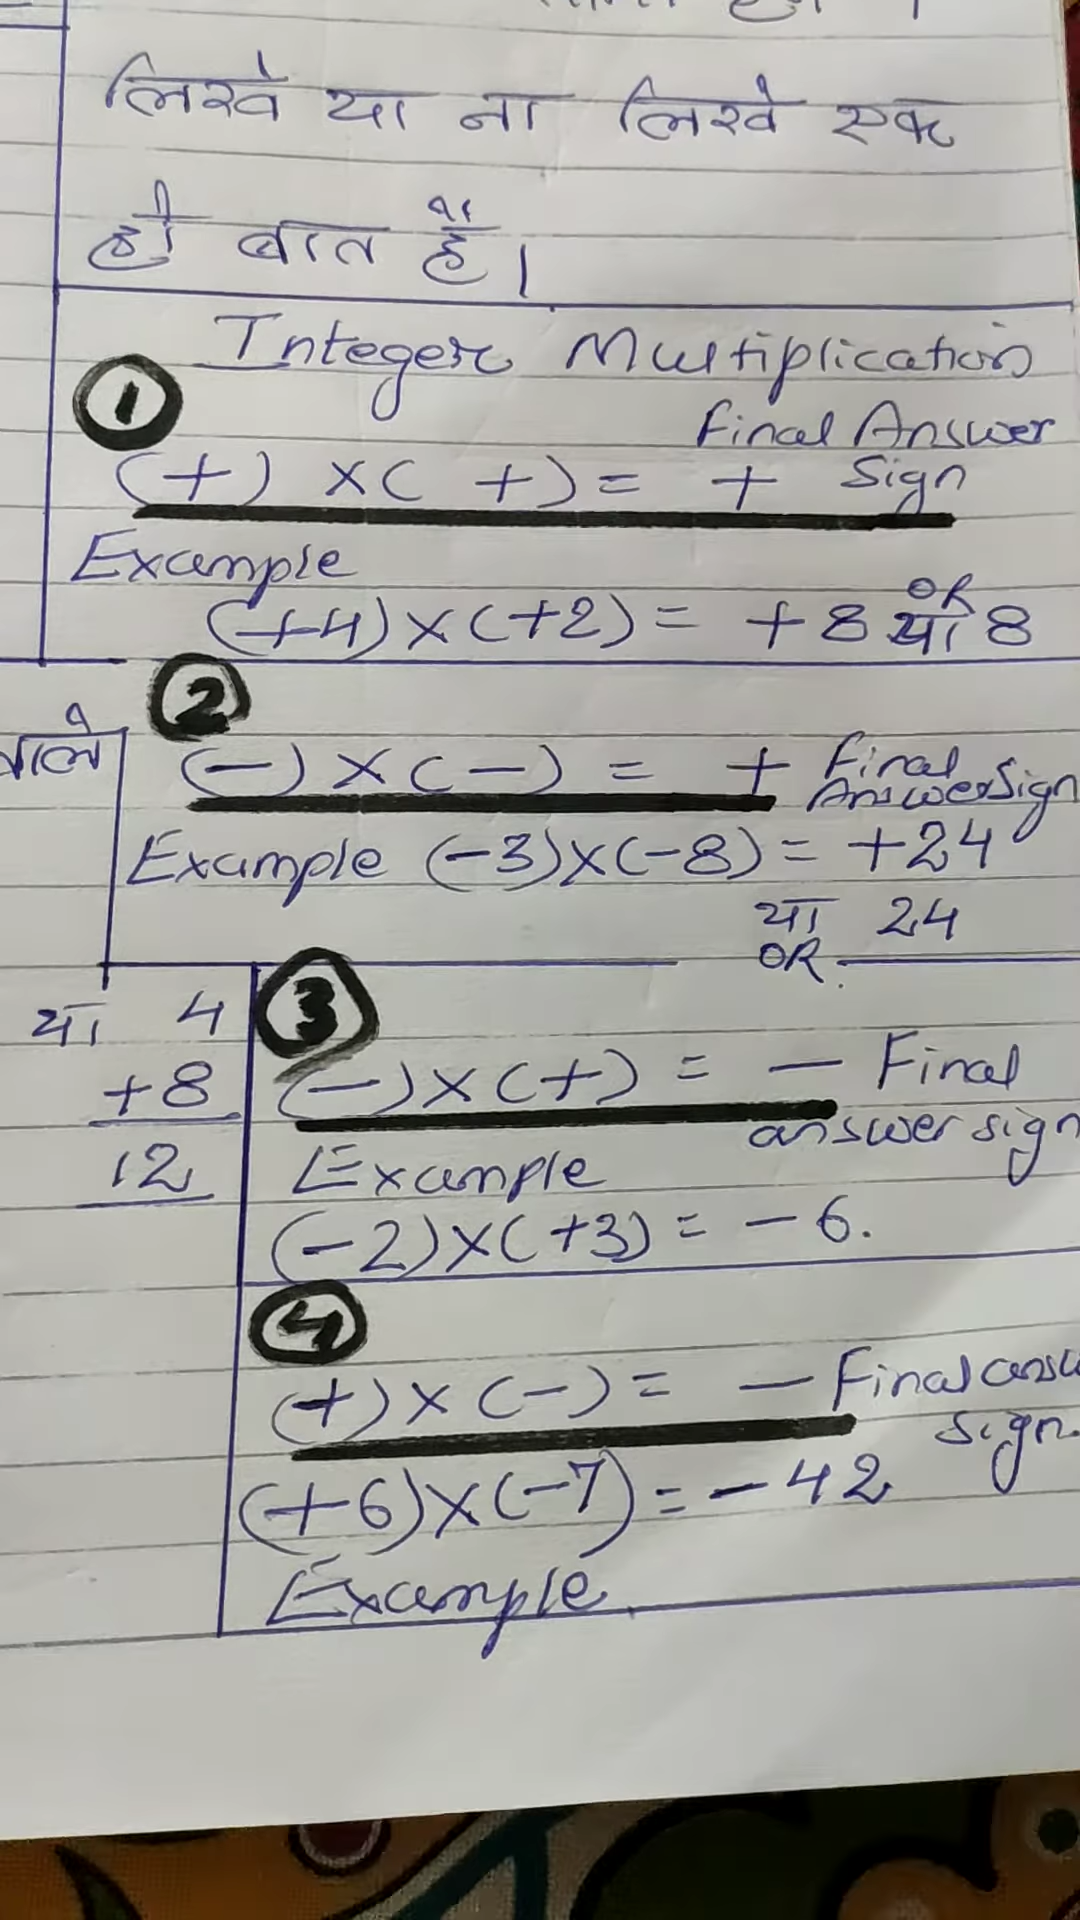 लिखे या ना लिखे एक
ही बात है।
Integer Multiplication
1
Final Answer
(+) x( +) = + Sign
Example
(+4)x(+2) = +8 या 8
OR
2
वाले
(-) x (-) = + Final
Answer Sign
Example (-3)x(-8) = +24
या 24
OR
या 4
+8
12
3
(-)x(+) = - Final
answer sign
Example
(-2)x(+3) = -6.
4
(+)x(-) = - Final
sign.
(+6)x(-7) = -42
Example.